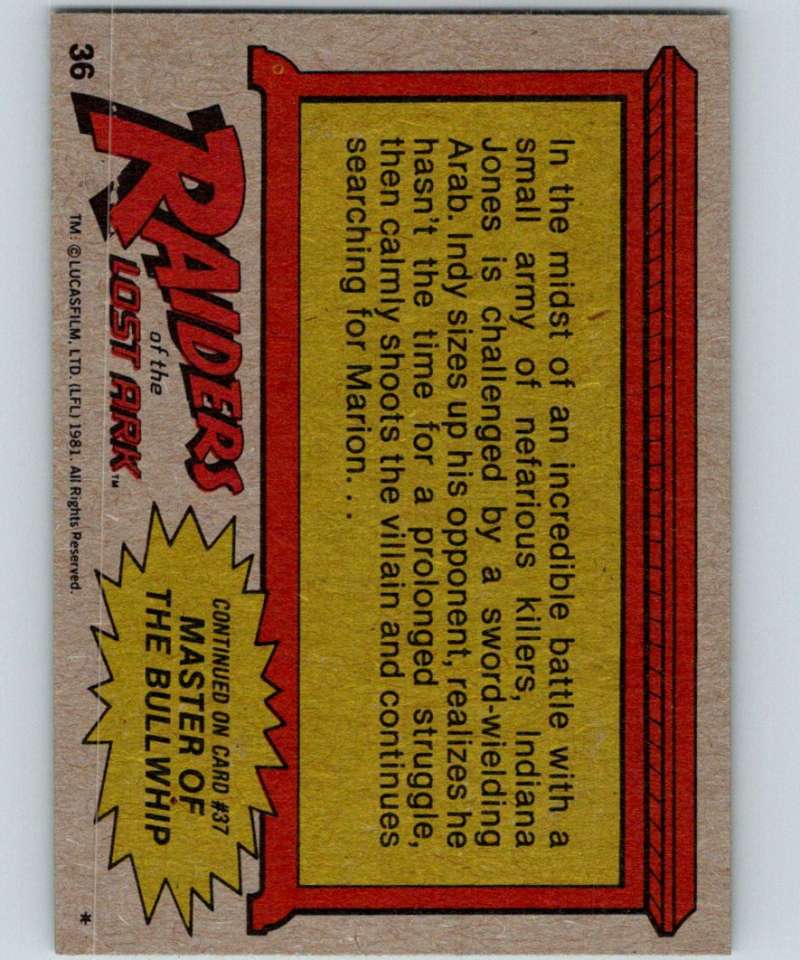 In the midst of an incredible battle with a
small army of nefarious killers, Indiana
Jones is challenged by a sword-wielding
Arab. Indy sizes up his opponent, realizes he
hasn't the time for a prolonged struggle,
then calmly shoots the villain and continues
searching for Marion. . .
RAIDERS
of the
LOST ARK™
CONTINUED ON CARD #37
MASTER OF
THE BULLWHIP
36
TM: © LUCASFILM, LTD. (LFL) 1981. All Rights Reserved.
*